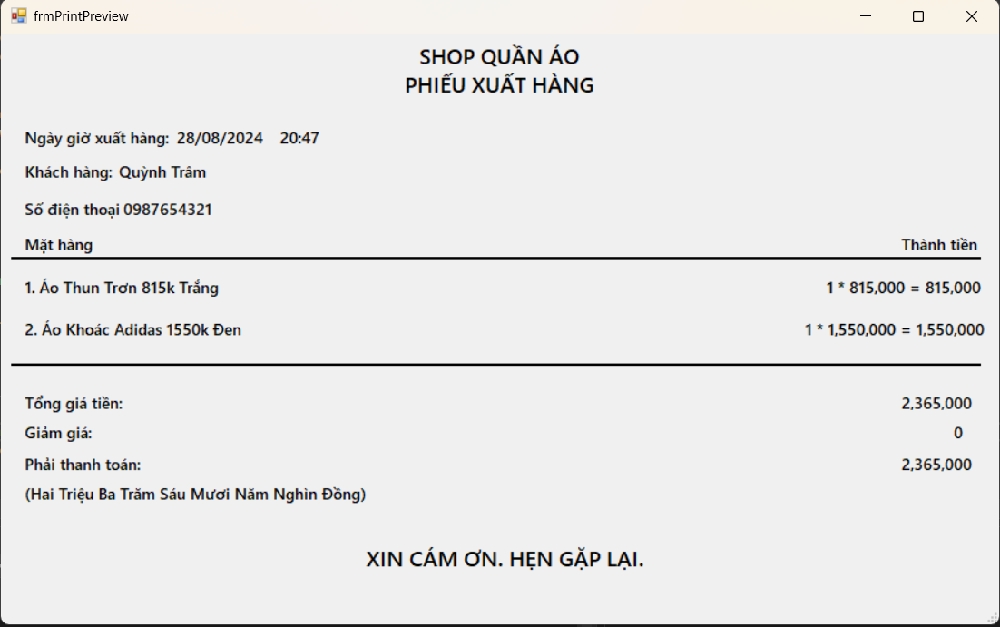 frmPrintPreview
SHOP QUẦN ÁO
PHIẾU XUẤT HÀNG
Ngày giờ xuất hàng: 28/08/2024 20:47
Khách hàng: Quỳnh Trâm
Số điện thoại 0987654321
Mặt hàng Thành tiền
1. Áo Thun Trơn 815k Trắng 1 * 815,000 = 815,000
2. Áo Khoác Adidas 1550k Đen 1 * 1,550,000 = 1,550,000
Tổng giá tiền: 2,365,000
Giảm giá: 0
Phải thanh toán: 2,365,000
(Hai Triệu Ba Trăm Sáu Mươi Năm Nghìn Đồng)
XIN CÁM ƠN. HẸN GẶP LẠI.